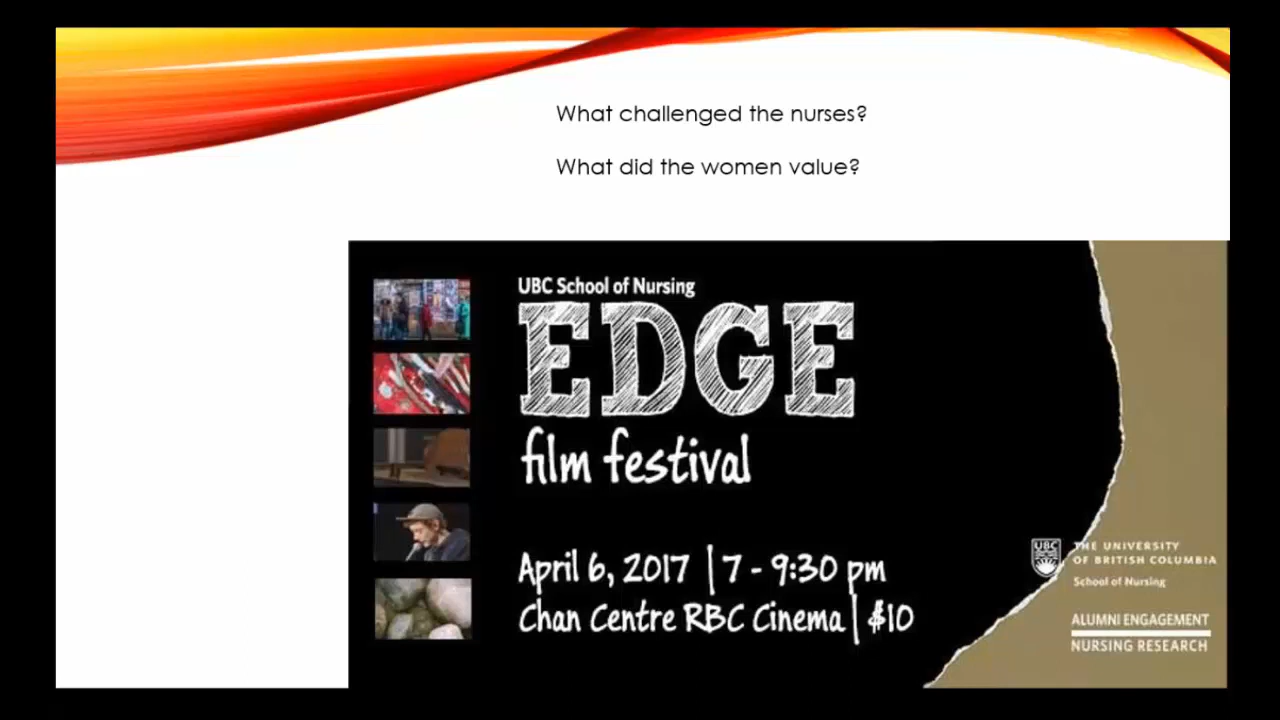 What challenged the nurses?
What did the women value?
UBC School of Nursing
EDGE
film festival
April 6, 2017 | 7 - 9:30 pm
Chan Centre RBC Cinema | $10
UBC
THE UNIVERSITY
OF BRITISH COLUMBIA
School of Nursing
ALUMNI ENGAGEMENT
NURSING RESEARCH